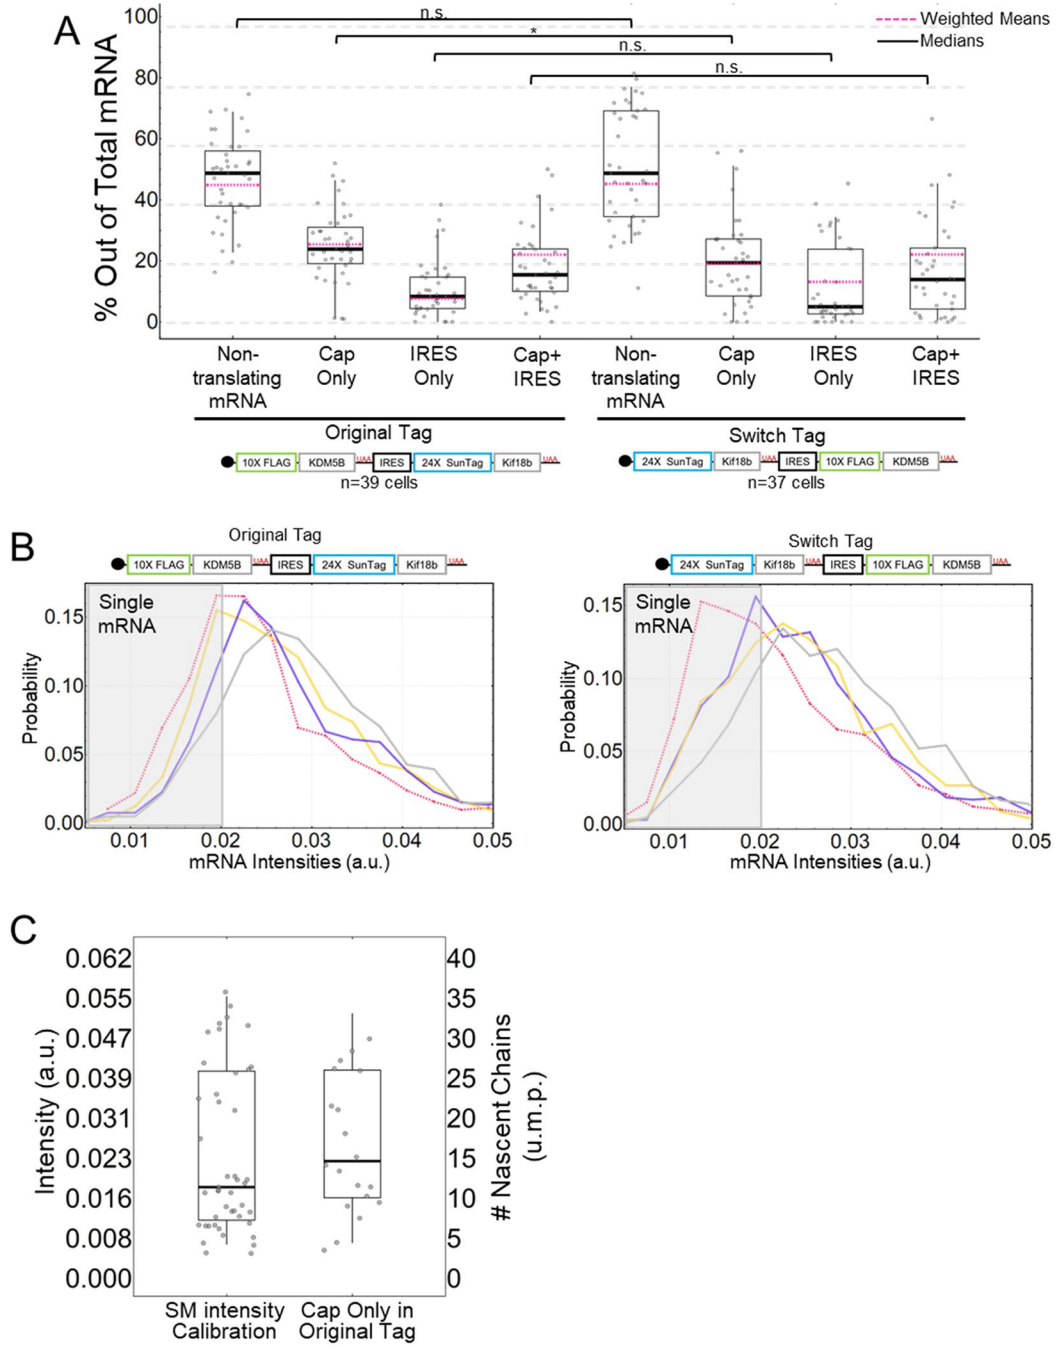 A
n.s.
*
n.s.
n.s.
Weighted Means
Medians
% Out of Total mRNA
100
80
60
40
20
0
Non-
translating
mRNA
Cap
Only
IRES
Only
Cap+
IRES
Non-
translating
mRNA
Cap
Only
IRES
Only
Cap+
IRES
Original Tag
10X FLAG KDM5B UAA IRES 24X SunTag Kif18b UAA
n=39 cells
Switch Tag
24X SunTag Kif18b UAA IRES 10X FLAG KDM5B UAA
n=37 cells
B
Original Tag
10X FLAG KDM5B UAA IRES 24X SunTag Kif18b UAA
Single
mRNA
Probability
0.15
0.10
0.05
0.00
0.01 0.02 0.03 0.04 0.05
mRNA Intensities (a.u.)
Switch Tag
24X SunTag Kif18b UAA IRES 10X FLAG KDM5B UAA
Single
mRNA
Probability
0.15
0.10
0.05
0.00
0.01 0.02 0.03 0.04 0.05
mRNA Intensities (a.u.)
C
Intensity (a.u.)
0.062
0.055
0.047
0.039
0.031
0.023
0.016
0.008
0.000
40
35
30
25
20
15
10
5
0
# Nascent Chains
(u.m.p.)
SM intensity
Calibration
Cap Only in
Original Tag